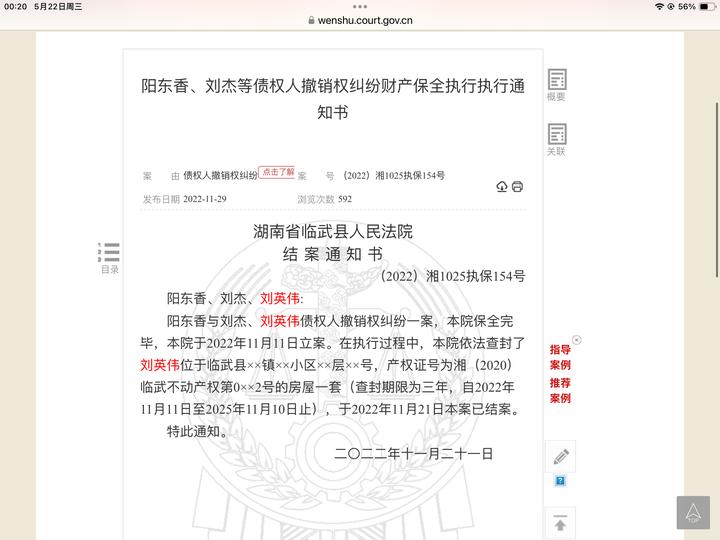 00:20 5月22日周三
56%
wenshu.court.gov.cn
阳东香、刘杰等债权人撤销权纠纷财产保全执行执行通
知书
案 由 债权人撤销权纠纷 点击了解 案 号 （2022）湘1025执保154号
发布日期 2022-11-29 浏览次数 592
湖南省临武县人民法院
结 案 通 知 书
（2022）湘1025执保154号
阳东香、刘杰、刘英伟:
阳东香与刘杰、刘英伟债权人撤销权纠纷一案，本院保全完
毕，本院于2022年11月11日立案。在执行过程中，本院依法查封了
刘英伟位于临武县××镇××小区××层××号，产权证号为湘（2020）
临武不动产权第0××2号的房屋一套（查封期限为三年，自2022年
11月11日至2025年11月10日止），于2022年11月21日本案已结案。
特此通知。
二〇二二年十一月二十一日
目录
概要
关联
指导
案例
推荐
案例
?
TOP